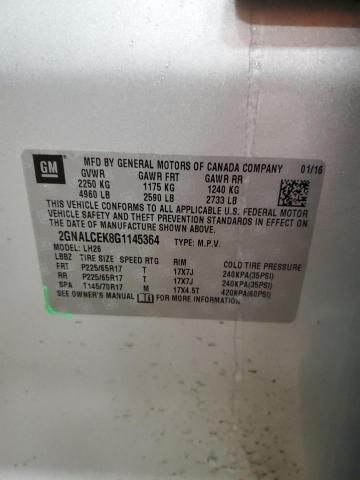 GM
MFD BY GENERAL MOTORS OF CANADA COMPANY 01/16
GVWR GAWR FRT GAWR RR
2250 KG 1175 KG 1240 KG
4960 LB 2590 LB 2733 LB
THIS VEHICLE CONFORMS TO ALL APPLICABLE U.S. FEDERAL MOTOR
VEHICLE SAFETY AND THEFT PREVENTION STANDARDS IN EFFECT ON
THE DATE OF MANUFACTURE SHOWN ABOVE.
2GNALCEK8G1145364 TYPE: M.P.V.
MODEL: LH26
LBBZ TIRE SIZE SPEED RTG RIM COLD TIRE PRESSURE
FRT P225/65R17 T 17X7J 240KPA(35PSI)
RR P225/65R17 T 17X7J 240KPA(35PSI)
SPA T145/70R17 M 17X4.5T 420KPA(60PSI)
SEE OWNER'S MANUAL FOR MORE INFORMATION.